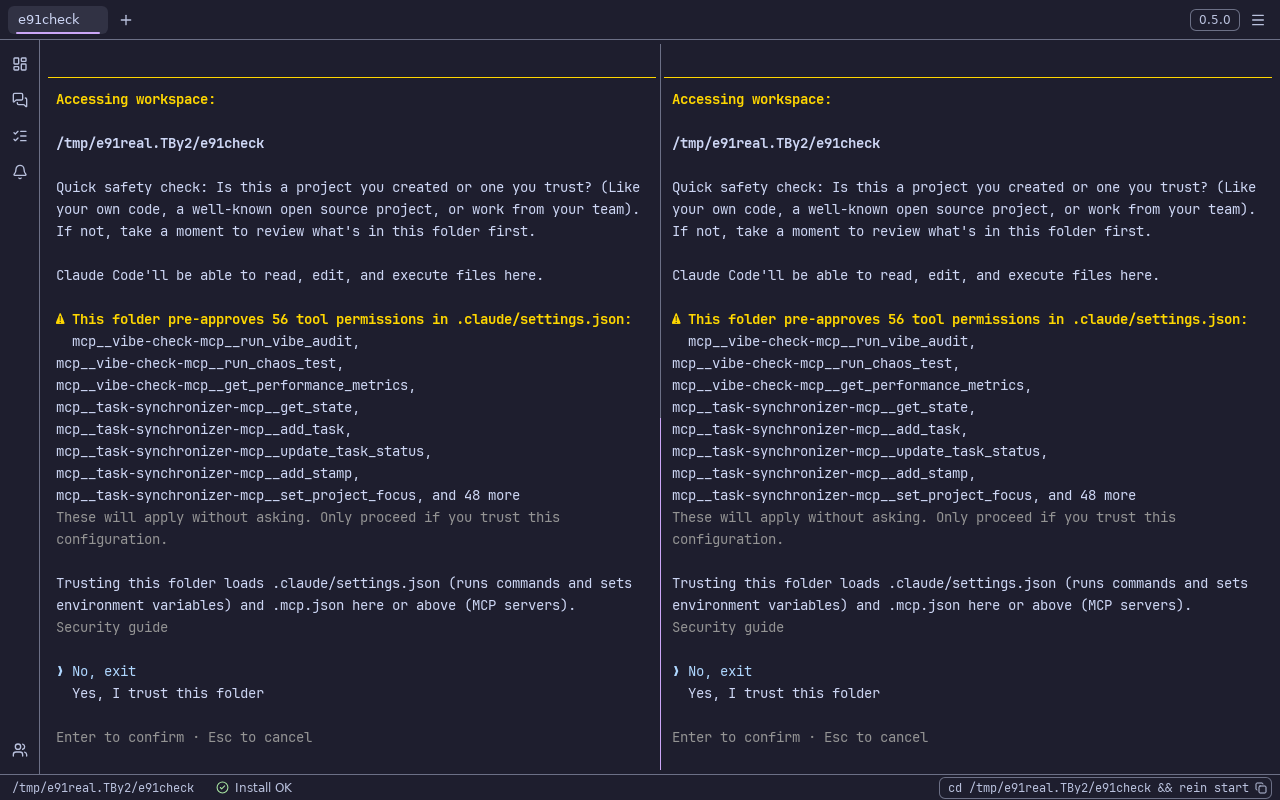 e91check
0.5.0
Accessing workspace:
/tmp/e91real.TBy2/e91check
Quick safety check: Is this a project you created or one you trust? (Like
your own code, a well-known open source project, or work from your team).
If not, take a moment to review what's in this folder first.
Claude Code'll be able to read, edit, and execute files here.
⚠ This folder pre-approves 56 tool permissions in .claude/settings.json:
mcp__vibe-check-mcp__run_vibe_audit,
mcp__vibe-check-mcp__run_chaos_test,
mcp__vibe-check-mcp__get_performance_metrics,
mcp__task-synchronizer-mcp__get_state,
mcp__task-synchronizer-mcp__add_task,
mcp__task-synchronizer-mcp__update_task_status,
mcp__task-synchronizer-mcp__add_stamp,
mcp__task-synchronizer-mcp__set_project_focus, and 48 more
These will apply without asking. Only proceed if you trust this
configuration.
Trusting this folder loads .claude/settings.json (runs commands and sets
environment variables) and .mcp.json here or above (MCP servers).
Security guide
❯ No, exit
Yes, I trust this folder
Enter to confirm · Esc to cancel
Accessing workspace:
/tmp/e91real.TBy2/e91check
Quick safety check: Is this a project you created or one you trust? (Like
your own code, a well-known open source project, or work from your team).
If not, take a moment to review what's in this folder first.
Claude Code'll be able to read, edit, and execute files here.
⚠ This folder pre-approves 56 tool permissions in .claude/settings.json:
mcp__vibe-check-mcp__run_vibe_audit,
mcp__vibe-check-mcp__run_chaos_test,
mcp__vibe-check-mcp__get_performance_metrics,
mcp__task-synchronizer-mcp__get_state,
mcp__task-synchronizer-mcp__add_task,
mcp__task-synchronizer-mcp__update_task_status,
mcp__task-synchronizer-mcp__add_stamp,
mcp__task-synchronizer-mcp__set_project_focus, and 48 more
These will apply without asking. Only proceed if you trust this
configuration.
Trusting this folder loads .claude/settings.json (runs commands and sets
environment variables) and .mcp.json here or above (MCP servers).
Security guide
❯ No, exit
Yes, I trust this folder
Enter to confirm · Esc to cancel
/tmp/e91real.TBy2/e91check
Install OK
cd /tmp/e91real.TBy2/e91check && rein start